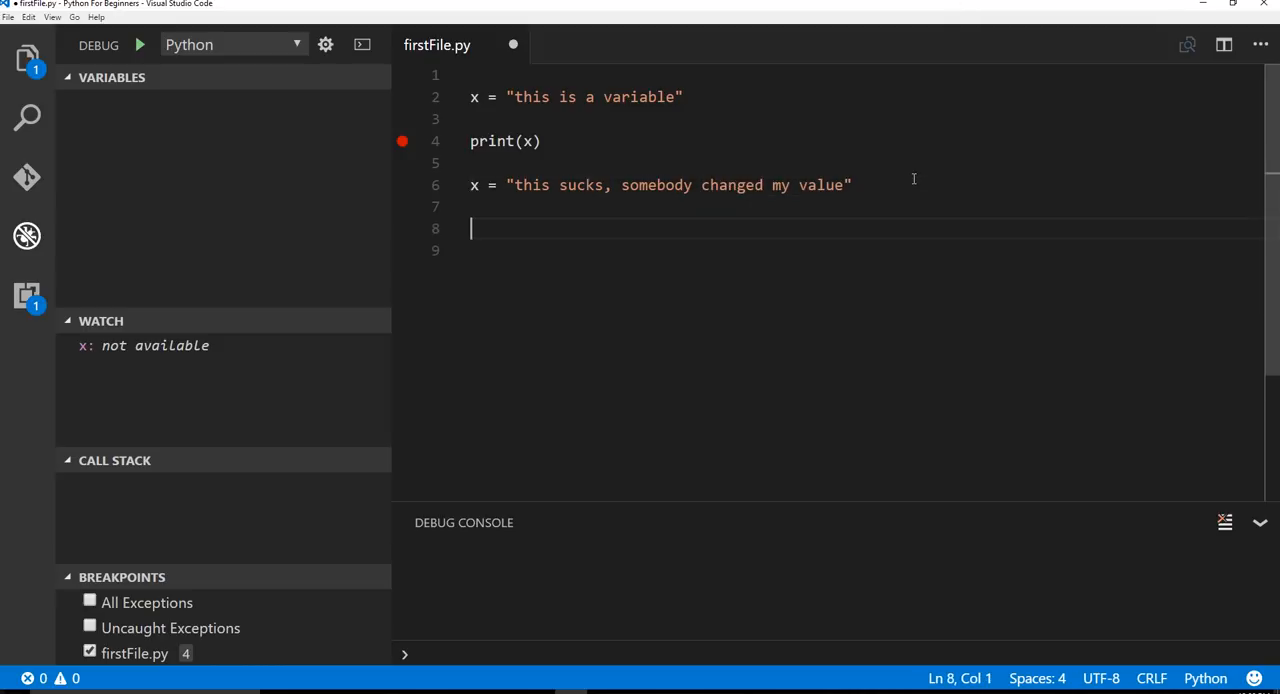 firstFile.py - Python For Beginners - Visual Studio Code
File Edit View Go Help
DEBUG Python
firstFile.py
VARIABLES
1
2 x = "this is a variable"
3
4 print(x)
5
6 x = "this sucks, somebody changed my value"
7
8
9
1
1
WATCH
x: not available
CALL STACK
DEBUG CONSOLE
BREAKPOINTS
All Exceptions
Uncaught Exceptions
firstFile.py 4
0 0 Ln 8, Col 1 Spaces: 4 UTF-8 CRLF Python